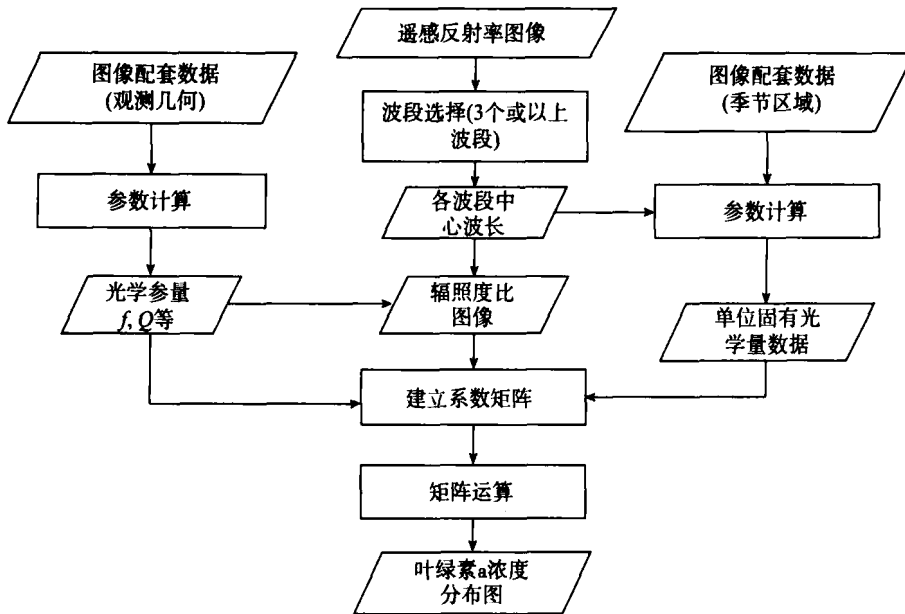 遥感反射率图像
图像配套数据
(观测几何)
波段选择(3个或以上
波段)
图像配套数据
(季节区域)
参数计算
各波段中
心波长
参数计算
光学参量
f, Q等
辐照度比
图像
单位固有光
学量数据
建立系数矩阵
矩阵运算
叶绿素a浓度
分布图